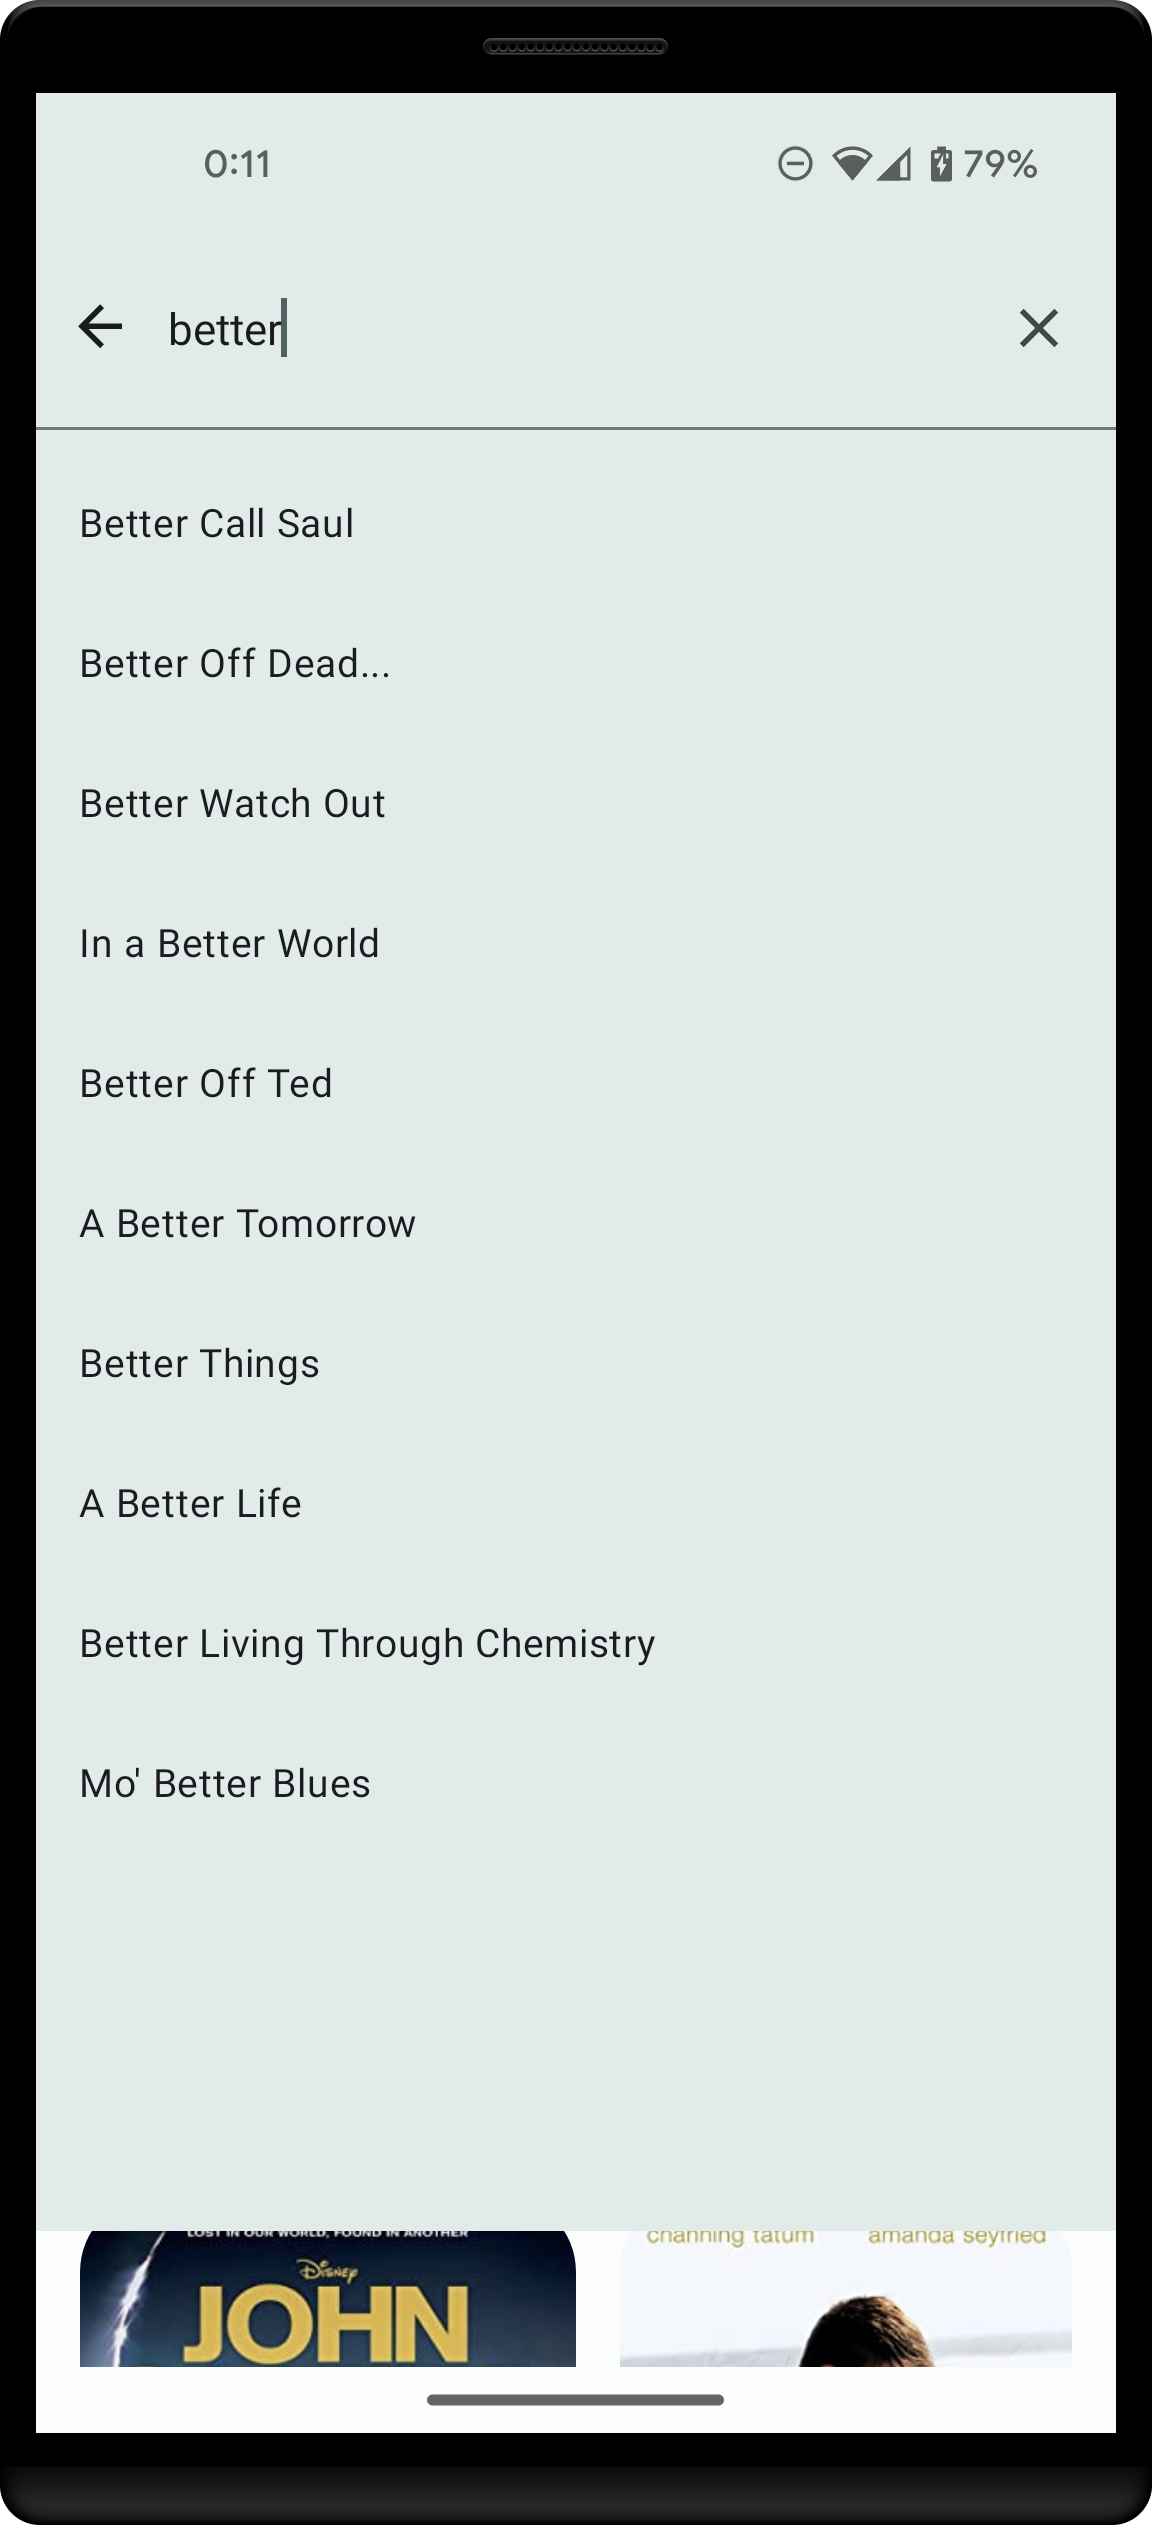 0:11
79%
better
Better Call Saul
Better Off Dead...
Better Watch Out
In a Better World
Better Off Ted
A Better Tomorrow
Better Things
A Better Life
Better Living Through Chemistry
Mo' Better Blues
LOST IN OUR WORLD, FOUND IN ANOTHER
Disney
JOHN
channing tatum amanda seyfried